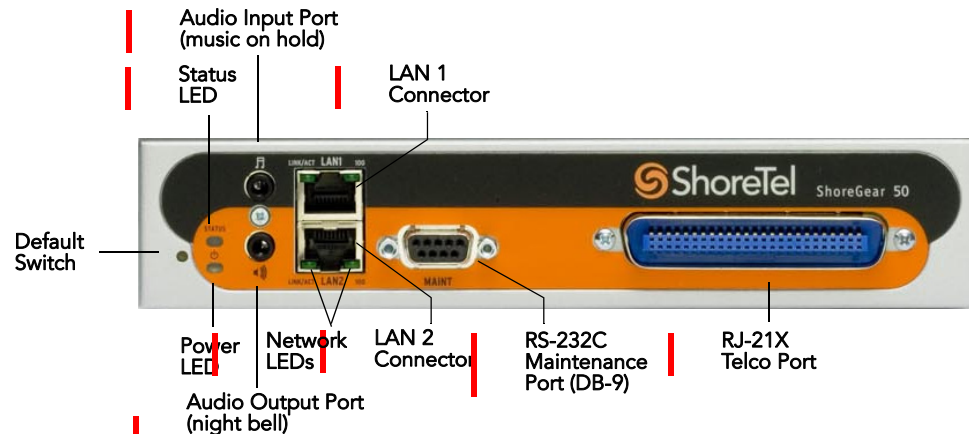 Audio Input Port
(music on hold)
Status
LED
LAN 1
Connector
LINK/ACT LAN1 100
ShoreTel
ShoreGear 50
STATUS
Default
Switch
LINK/ACT LAN2 100
MAINT
Power
LED
Network
LEDs
LAN 2
Connector
RS-232C
Maintenance
Port (DB-9)
RJ-21X
Telco Port
Audio Output Port
(night bell)